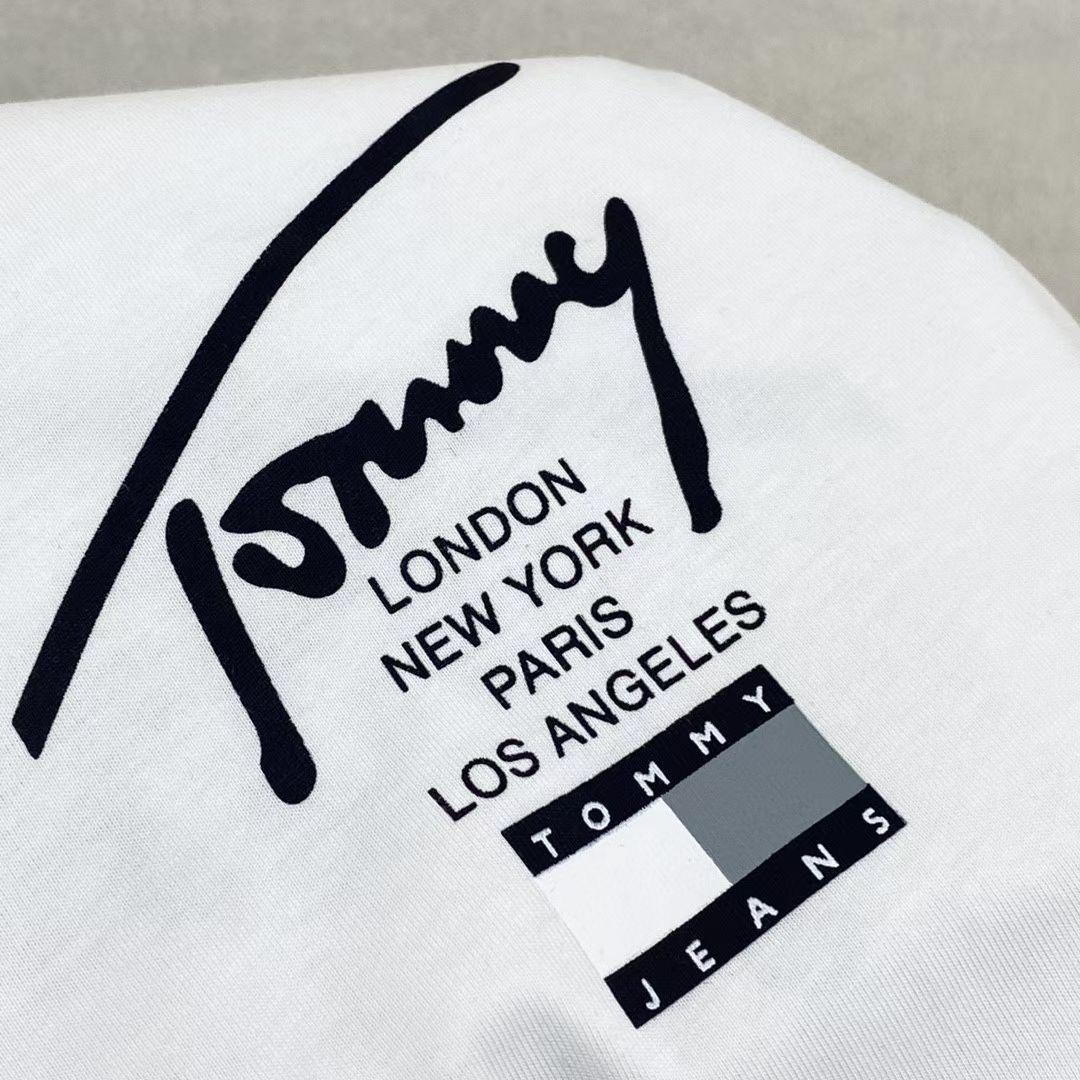 Tommy
LONDON
NEW YORK
PARIS
LOS ANGELES
TOMMY
JEANS